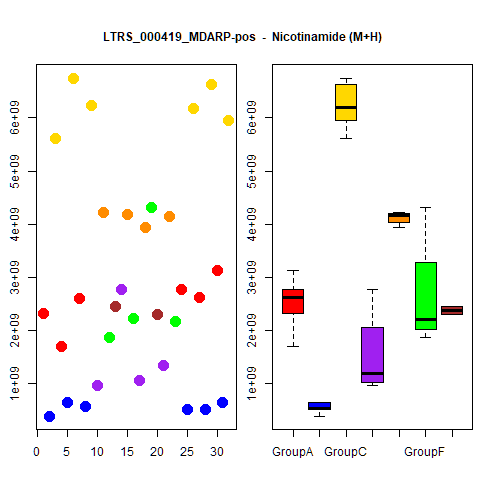 LTRS_000419_MDARP-pos - Nicotinamide (M+H)
6e+09
5e+09
4e+09
3e+09
2e+09
1e+09
0 5 10 15 20 25 30
6e+09
5e+09
4e+09
3e+09
2e+09
1e+09
GroupA GroupC GroupF